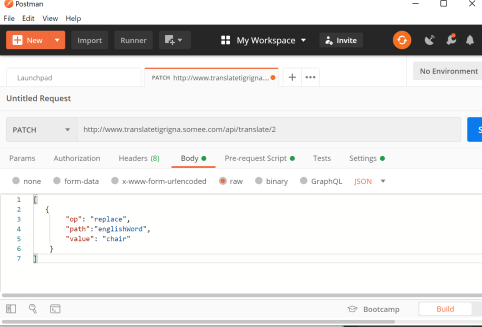 Postman
File Edit View Help
New Import Runner My Workspace Invite
Launchpad PATCH http://www.translatetigrigna.... No Environment
Untitled Request
PATCH http://www.translatetigrigna.somee.com/api/translate/2 S
Params Authorization Headers (8) Body Pre-request Script Tests Settings
none form-data x-www-form-urlencoded raw binary GraphQL JSON
1 [
2 {
3 "op": "replace",
4 "path":"englishWord",
5 "value": "chair"
6 }
7 ]
Bootcamp Build